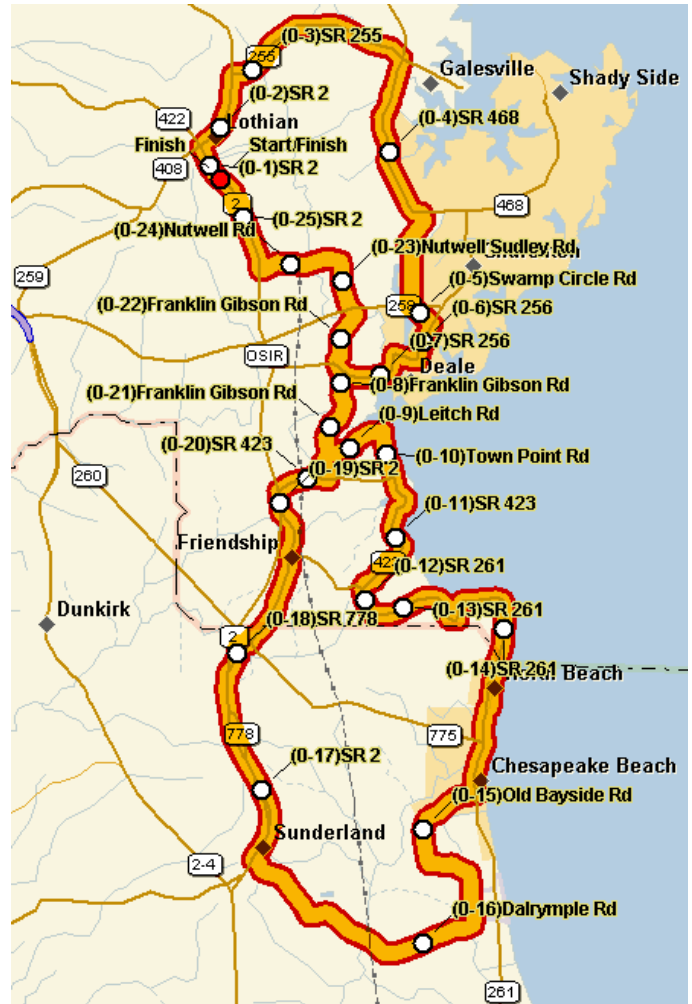 (0-3)SR 255
255
Galesville
Shady Side
(0-2)SR 2
422
Lothian
(0-4)SR 468
Finish
Start/Finish
408
(0-1)SR 2
2
468
(0-25)SR 2
(0-24)Nutwell Rd
(0-23)Nutwell Sudley Rd
259
(0-5)Swamp Circle Rd
(0-22)Franklin Gibson Rd
258
(0-6)SR 256
(0-7)SR 256
OSIR
Deale
(0-8)Franklin Gibson Rd
(0-21)Franklin Gibson Rd
(0-9)Leitch Rd
(0-20)SR 423
(0-10)Town Point Rd
(0-19)SR 2
260
(0-11)SR 423
Friendship
(0-12)SR 261
Dunkirk
(0-13)SR 261
2
(0-18)SR 778
(0-14)SR 261
Beach
778
775
(0-17)SR 2
Chesapeake Beach
(0-15)Old Bayside Rd
Sunderland
2-4
(0-16)Dalrymple Rd
261